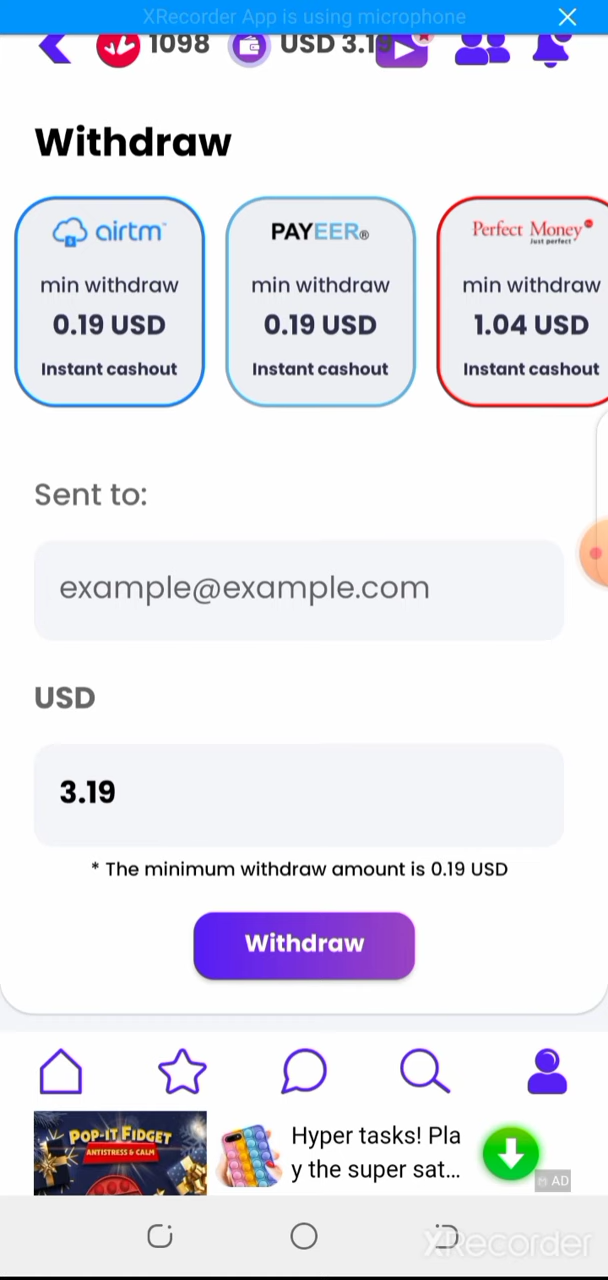 XRecorder App is using microphone
1098
USD 3.19
Withdraw
airtm
min withdraw
0.19 USD
Instant cashout
PAYEER®
min withdraw
0.19 USD
Instant cashout
Perfect Money
Just perfect
min withdraw
1.04 USD
Instant cashout
Sent to:
example@example.com
USD
3.19
* The minimum withdraw amount is 0.19 USD
Withdraw
POP-IT FIDGET
ANTISTRESS & CALM
Hyper tasks! Pla
y the super sat...
AD
XRecorder